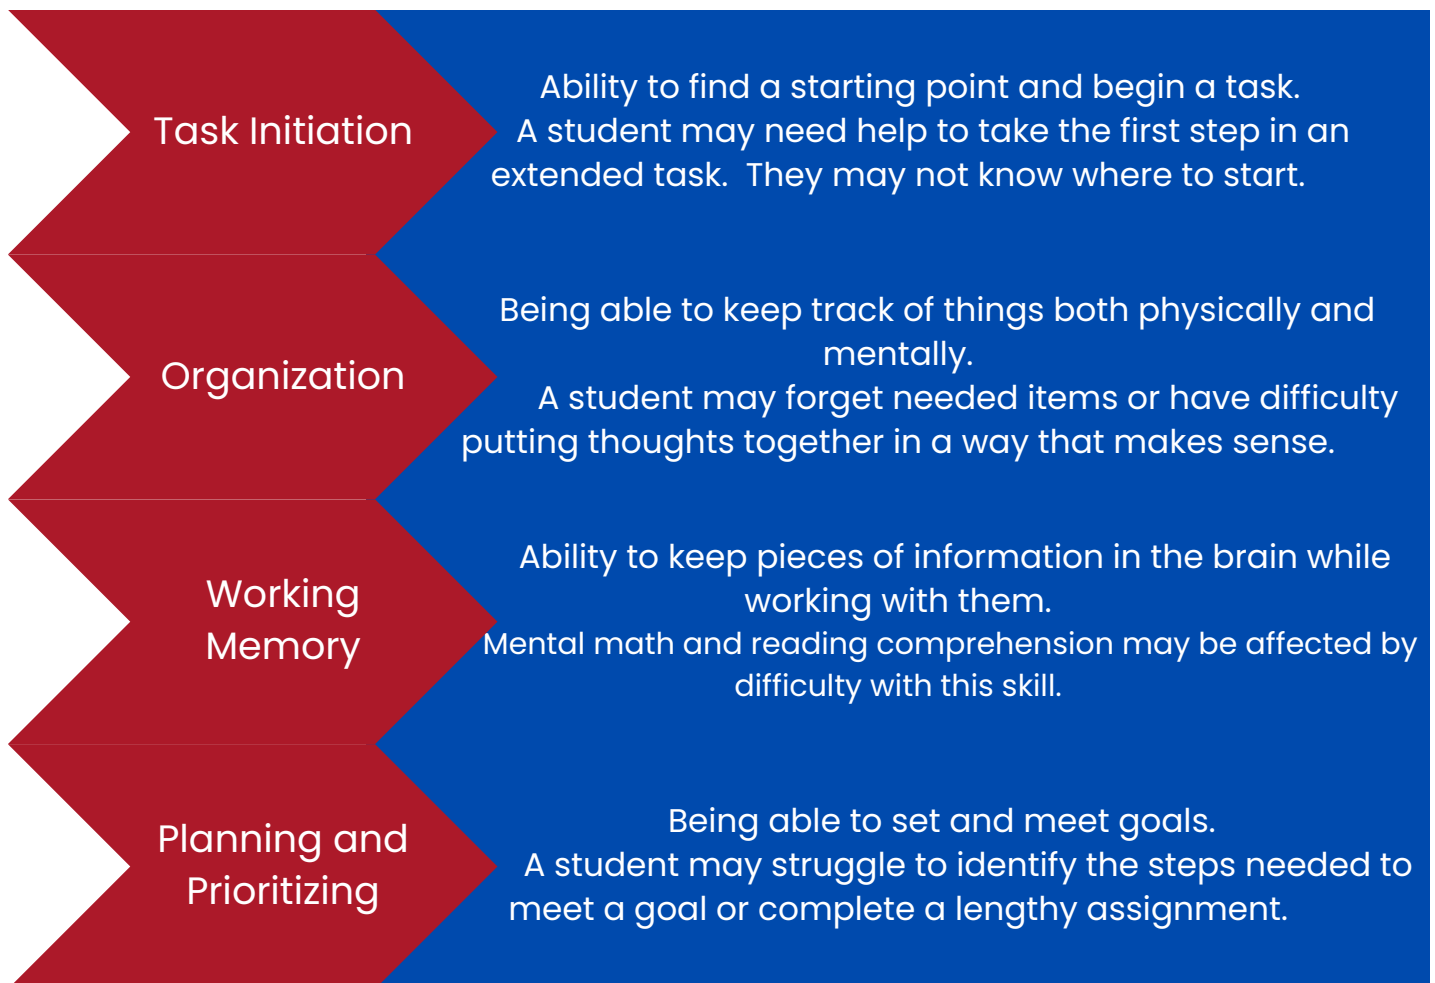 Task Initiation
Ability to find a starting point and begin a task.
A student may need help to take the first step in an
extended task.  They may not know where to start.
Organization
Being able to keep track of things both physically and
mentally.
A student may forget needed items or have difficulty
putting thoughts together in a way that makes sense.
Working
Memory
Ability to keep pieces of information in the brain while
working with them.
Mental math and reading comprehension may be affected by
difficulty with this skill.
Planning and
Prioritizing
Being able to set and meet goals.
A student may struggle to identify the steps needed to
meet a goal or complete a lengthy assignment.